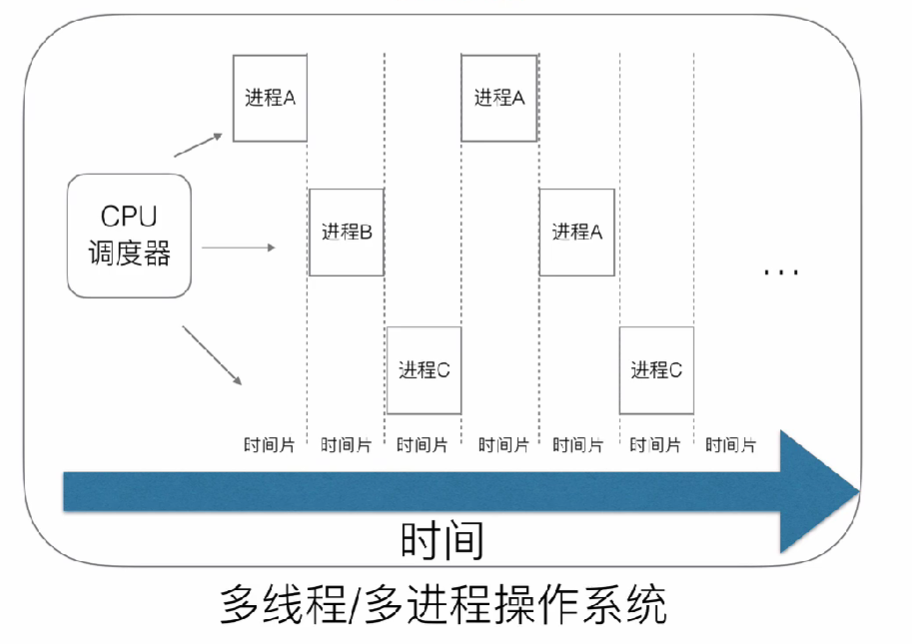 进程A
进程A
CPU
调度器
进程B
进程A
...
进程C
进程C
时间片 时间片 时间片 时间片 时间片 时间片 时间片
时间
多线程/多进程操作系统